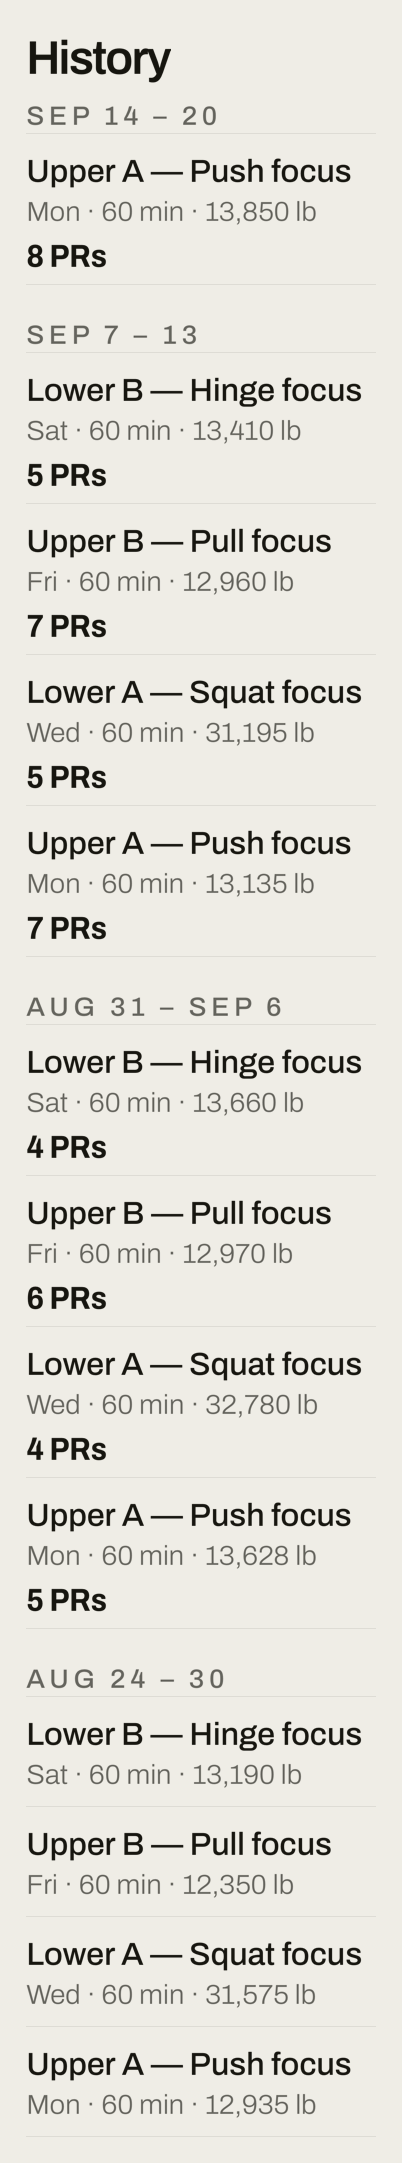 History
SEP 14 – 20
Upper A — Push focus
Mon · 60 min · 13,850 lb
8 PRs
SEP 7 – 13
Lower B — Hinge focus
Sat · 60 min · 13,410 lb
5 PRs
Upper B — Pull focus
Fri · 60 min · 12,960 lb
7 PRs
Lower A — Squat focus
Wed · 60 min · 31,195 lb
5 PRs
Upper A — Push focus
Mon · 60 min · 13,135 lb
7 PRs
AUG 31 – SEP 6
Lower B — Hinge focus
Sat · 60 min · 13,660 lb
4 PRs
Upper B — Pull focus
Fri · 60 min · 12,970 lb
6 PRs
Lower A — Squat focus
Wed · 60 min · 32,780 lb
4 PRs
Upper A — Push focus
Mon · 60 min · 13,628 lb
5 PRs
AUG 24 – 30
Lower B — Hinge focus
Sat · 60 min · 13,190 lb
Upper B — Pull focus
Fri · 60 min · 12,350 lb
Lower A — Squat focus
Wed · 60 min · 31,575 lb
Upper A — Push focus
Mon · 60 min · 12,935 lb